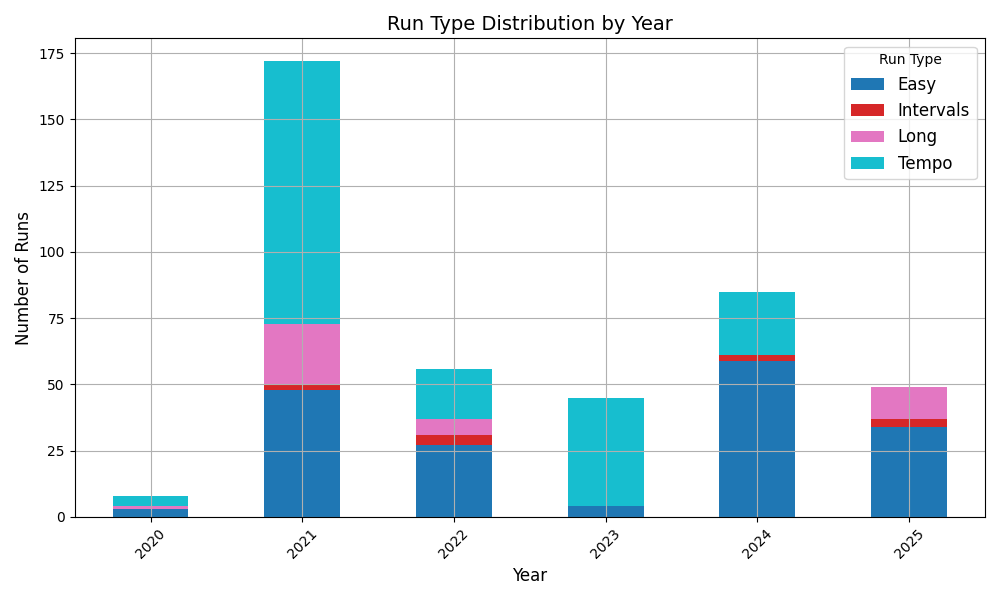 Run Type Distribution by Year
Number of Runs
175
150
125
100
75
50
25
0
Run Type
Easy
Intervals
Long
Tempo
2020
2021
2022
2023
2024
2025
Year